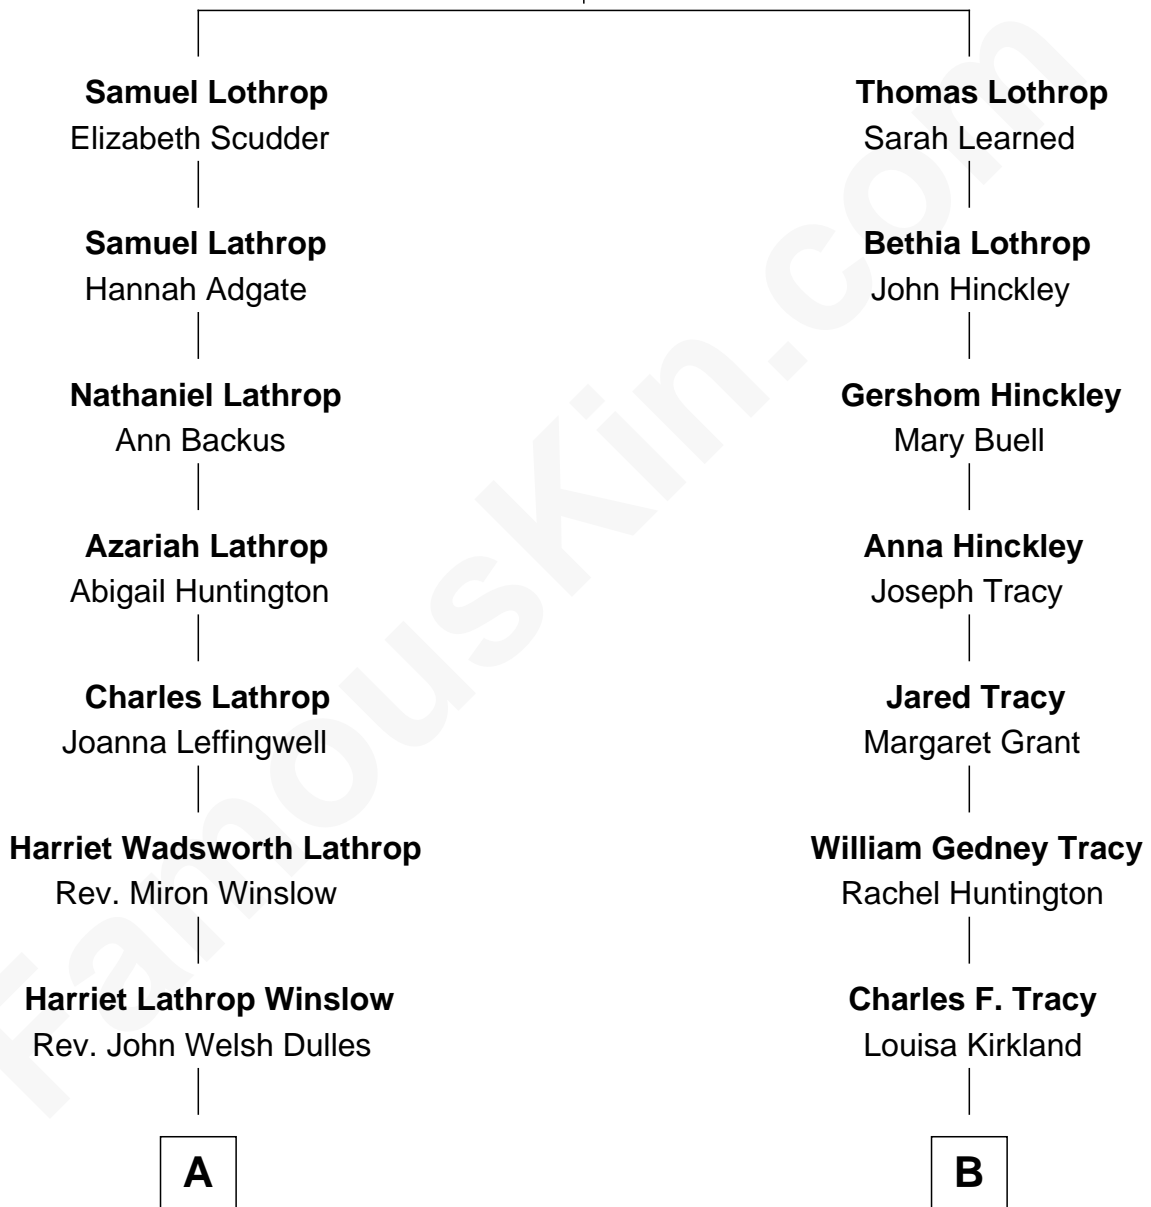 Samuel Lothrop
Elizabeth Scudder
Samuel Lathrop
Hannah Adgate
Nathaniel Lathrop
Ann Backus
Azariah Lathrop
Abigail Huntington
Charles Lathrop
Joanna Leffingwell
Harriet Wadsworth Lathrop
Rev. Miron Winslow
Harriet Lathrop Winslow
Rev. John Welsh Dulles
A
Thomas Lothrop
Sarah Learned
Bethia Lothrop
John Hinckley
Gershom Hinckley
Mary Buell
Anna Hinckley
Joseph Tracy
Jared Tracy
Margaret Grant
William Gedney Tracy
Rachel Huntington
Charles F. Tracy
Louisa Kirkland
B
FamousKin.com